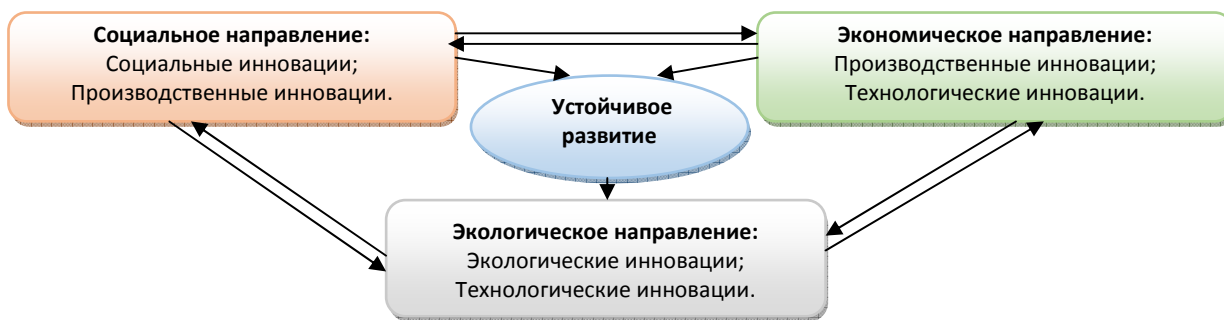 Социальное направление:
Социальные инновации;
Производственные инновации.
Экономическое направление:
Производственные инновации;
Технологические инновации.
Устойчивое
развитие
Экологическое направление:
Экологические инновации;
Технологические инновации.